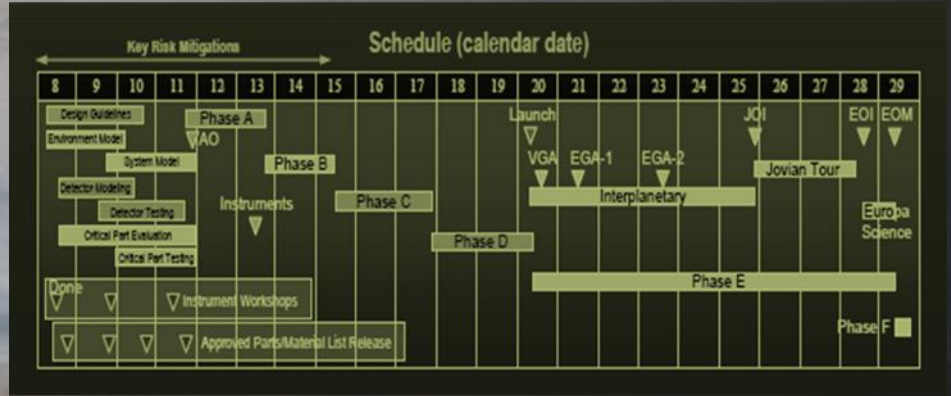 Key Risk Mitigations
Schedule (calendar date)
8 9 10 11 12 13 14 15 16 17 18 19 20 21 22 23 24 25 26 27 28 29
Design Guidelines
Phase A
Launch
JOI
EOI
EOM
Environment Model
AO
System Model
Phase B
VGA
EGA-1
EGA-2
Jovian Tour
Detector Modeling
Instruments
Phase C
Interplanetary
Detector Testing
Europa
Science
Critical Part Evaluation
Phase D
Critical Part Testing
Done
Phase E
Instrument Workshops
Phase F
Approved Parts/Material List Release